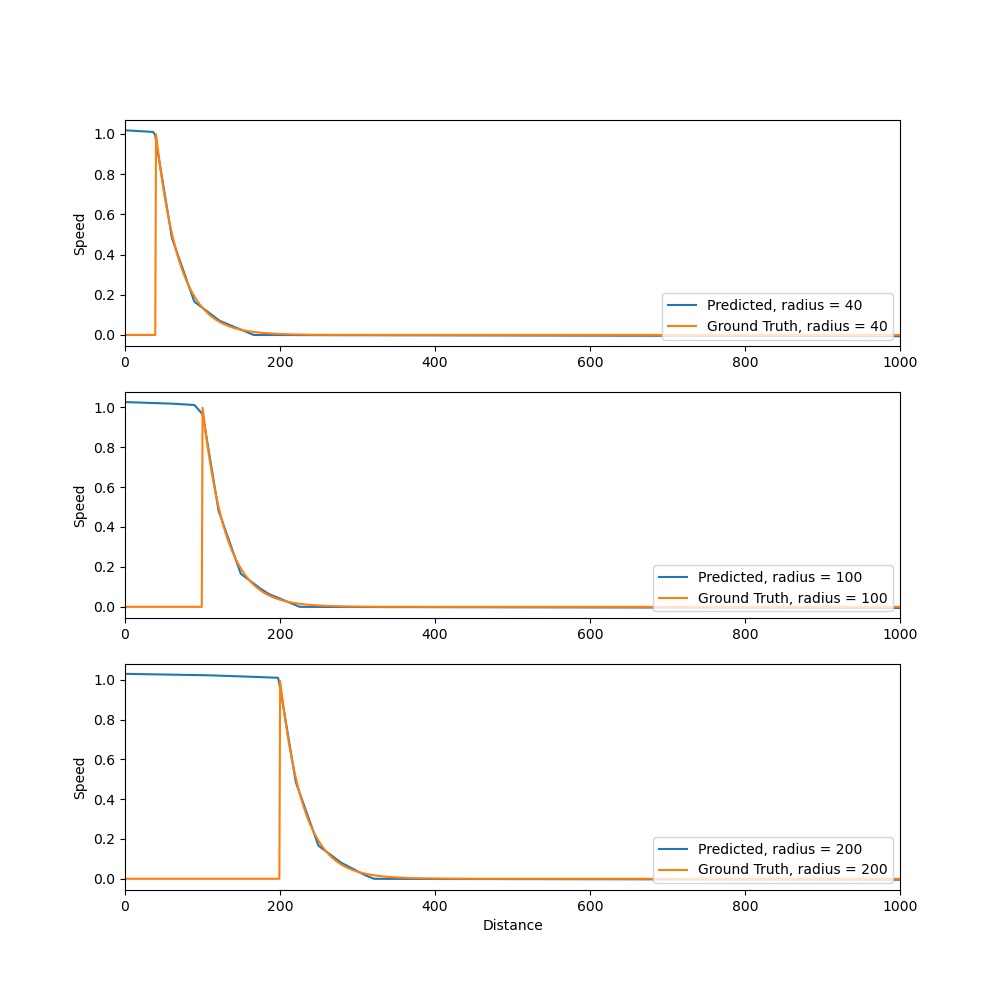 1.0
0.8
0.6
0.4
0.2
0.0
Speed
Predicted, radius = 40
Ground Truth, radius = 40
0 200 400 600 800 1000
1.0
0.8
0.6
0.4
0.2
0.0
Speed
Predicted, radius = 100
Ground Truth, radius = 100
0 200 400 600 800 1000
1.0
0.8
0.6
0.4
0.2
0.0
Speed
Predicted, radius = 200
Ground Truth, radius = 200
0 200 400 600 800 1000
Distance